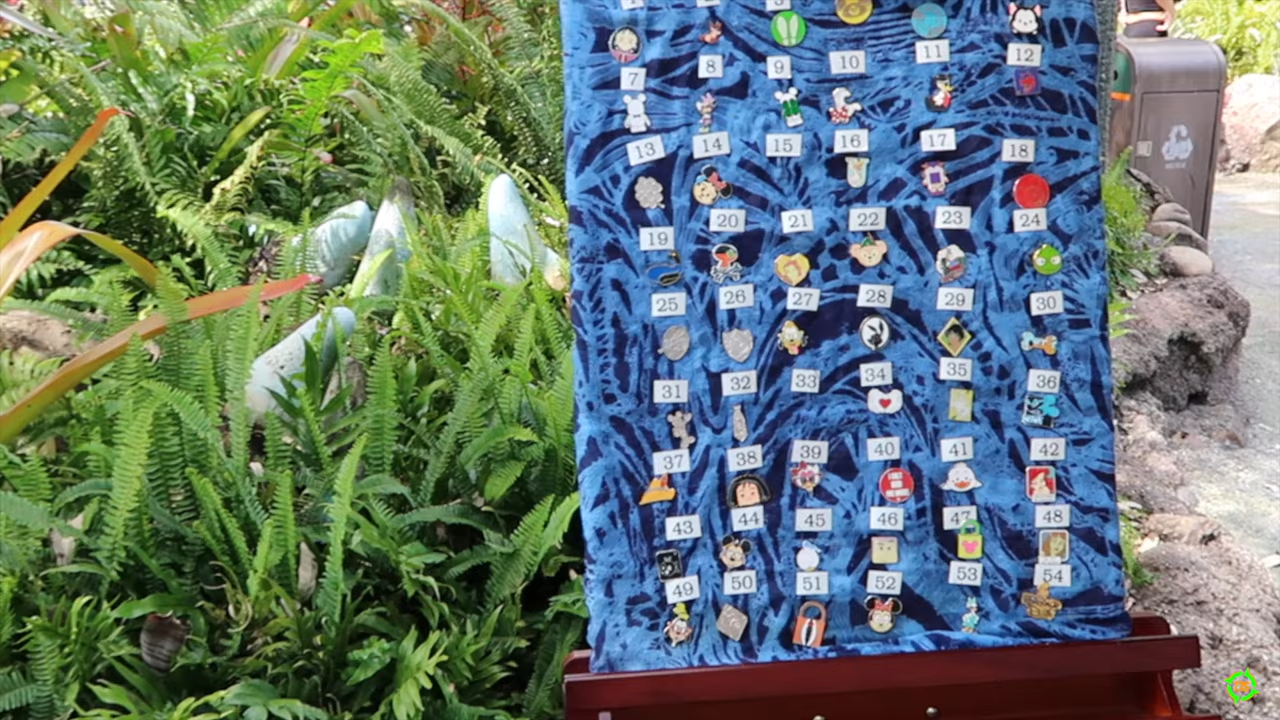 7 8 9 10 11 12
13 14 15 16 17 18
19 20 21 22 23 24
25 26 27 28 29 30
31 32 33 34 35 36
37 38 39 40 41 42
43 44 45 46 47 48
49 50 51 52 53 54